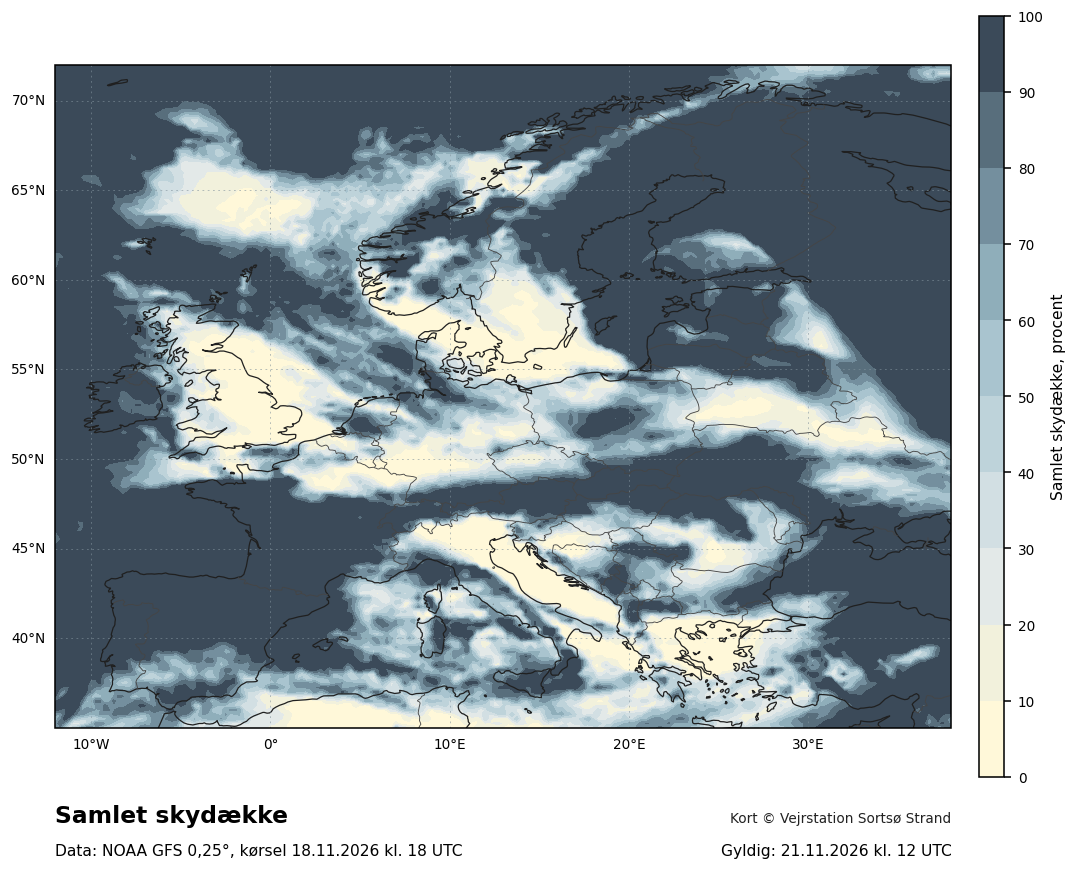 100
90
80
70
60
50
40
30
20
10
0
Samlet skydække, procent
70°N
65°N
60°N
55°N
50°N
45°N
40°N
10°W
0°
10°E
20°E
30°E
Samlet skydække
Kort © Vejrstation Sortsø Strand
Data: NOAA GFS 0,25°, kørsel 18.11.2026 kl. 18 UTC
Gyldig: 21.11.2026 kl. 12 UTC